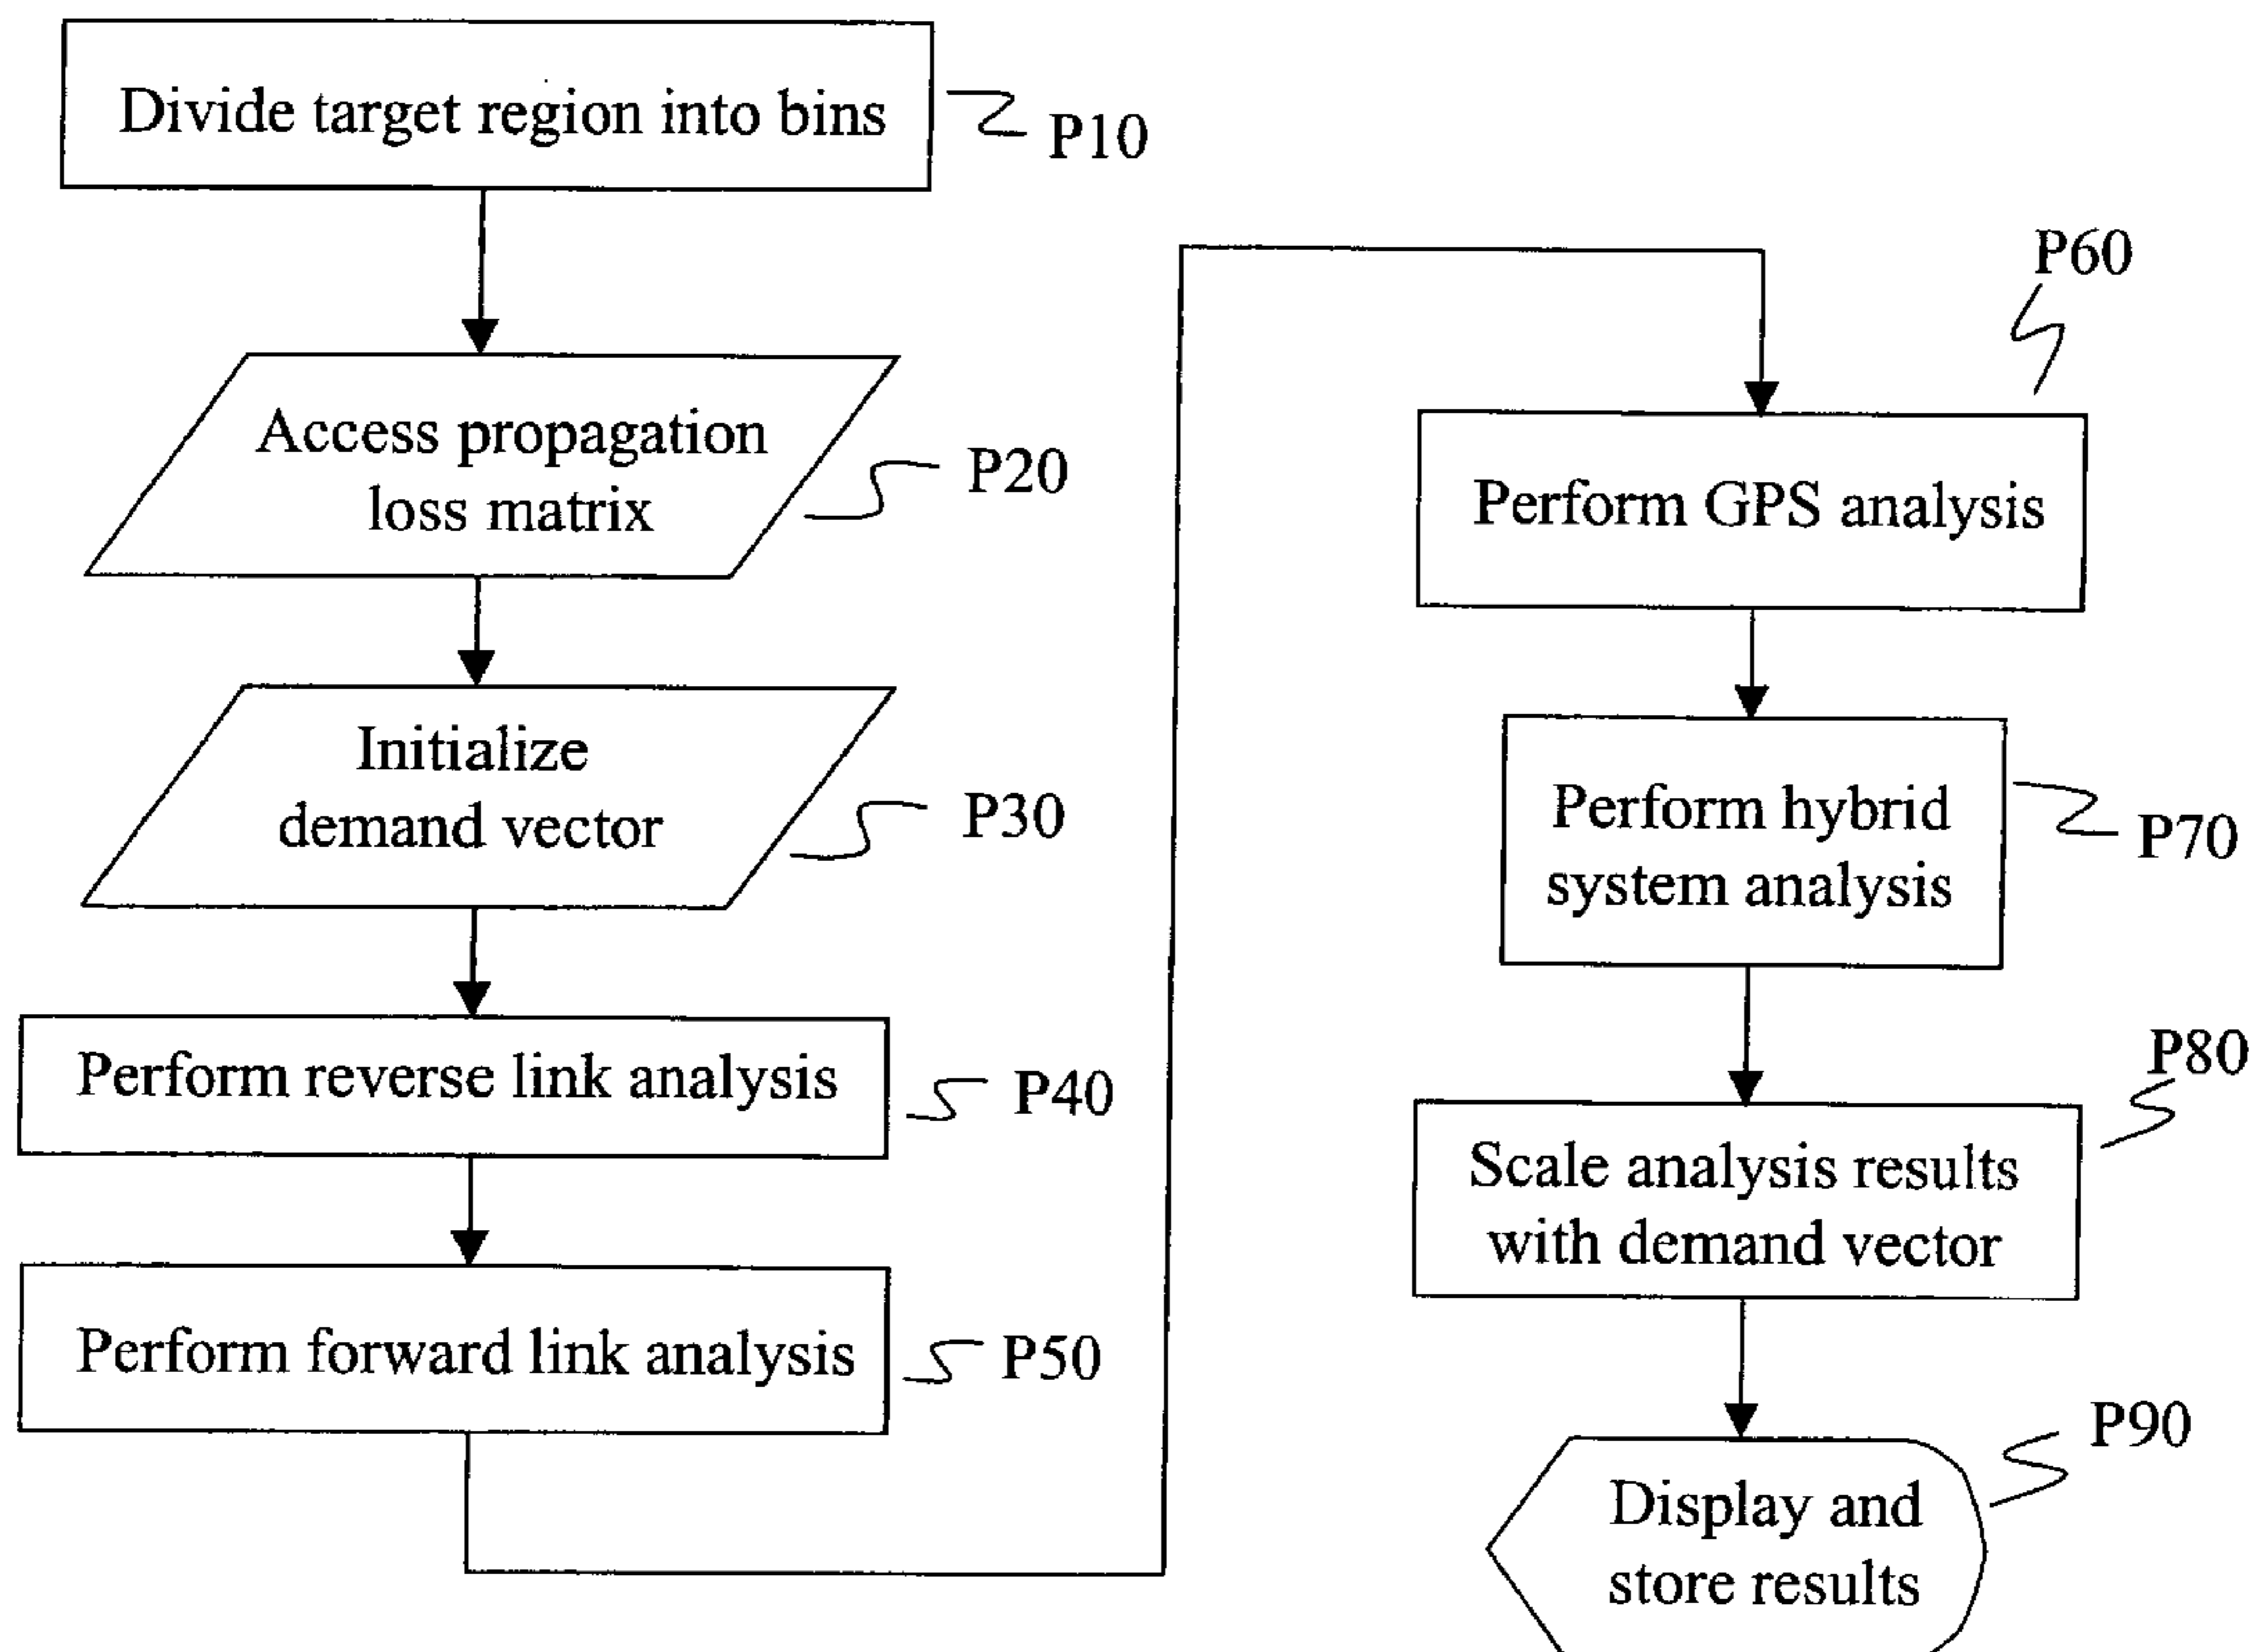 Divide target region into bins
P10
Access propagation
loss matrix
P20
Initialize
demand vector
P30
Perform reverse link analysis
P40
Perform forward link analysis
P50
P60
Perform GPS analysis
Perform hybrid
system analysis
P70
P80
Scale analysis results
with demand vector
P90
Display and
store results